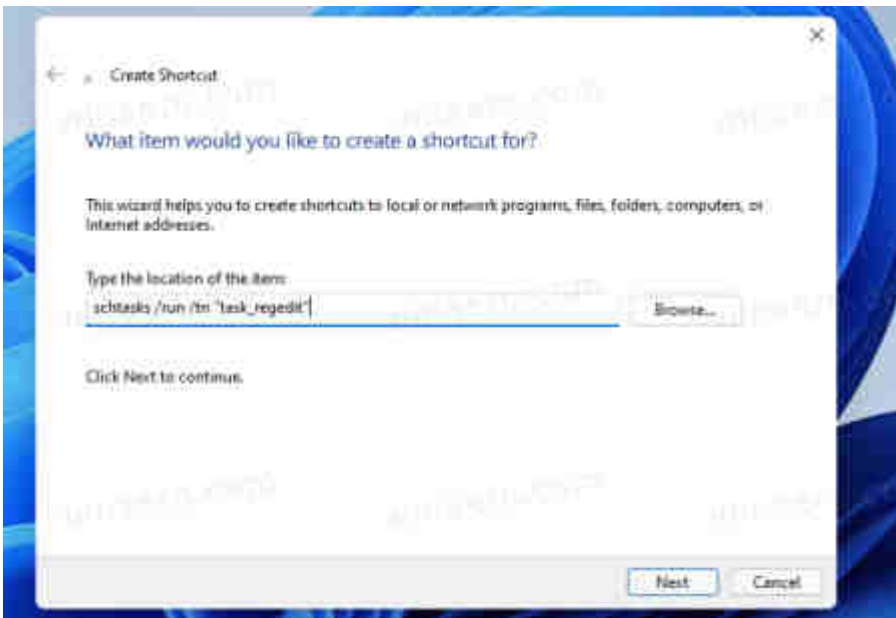 Create Shortcut
What item would you like to create a shortcut for?
This wizard helps you to create shortcuts to local or network programs, files, folders, computers, or
Internet addresses.
Type the location of the item:
schtasks /run /tn "task_regedit"
Browse...
Click Next to continue.
Next
Cancel